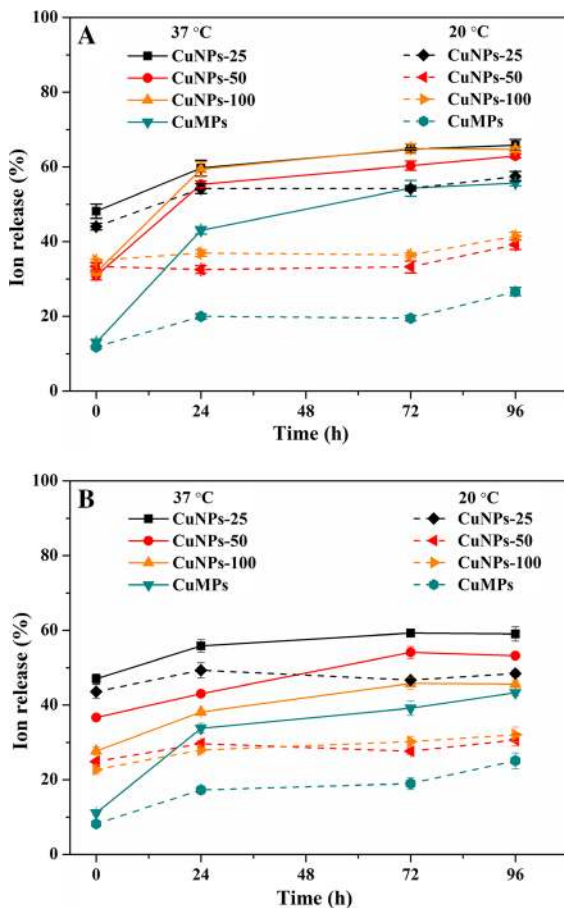 A
37 °C
20 °C
CuNPs-25
CuNPs-25
CuNPs-50
CuNPs-50
CuNPs-100
CuNPs-100
CuMPs
CuMPs
Ion release (%)
100
80
60
40
20
0
0 24 48 72 96
Time (h)
B
37 °C
20 °C
CuNPs-25
CuNPs-25
CuNPs-50
CuNPs-50
CuNPs-100
CuNPs-100
CuMPs
CuMPs
Ion release (%)
100
80
60
40
20
0
0 24 48 72 96
Time (h)